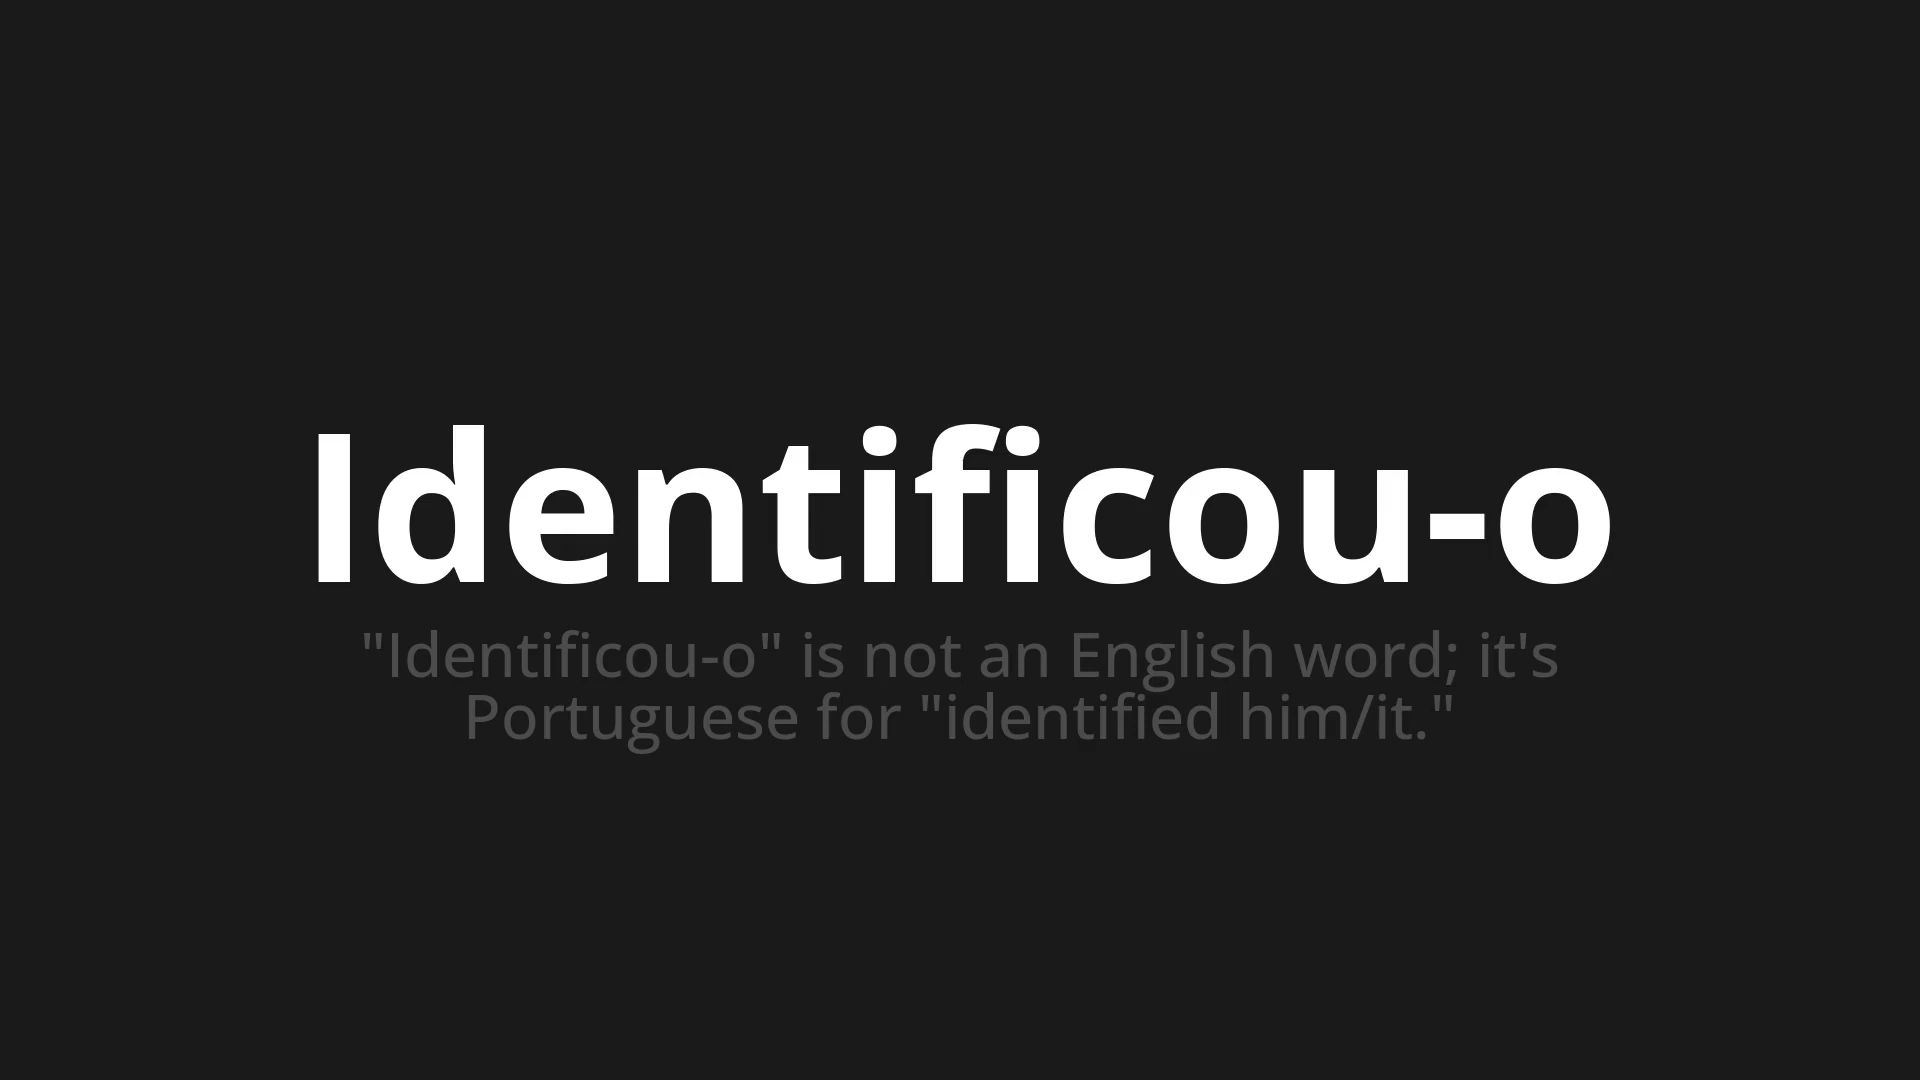 Identificou-o
"Identificou-o" is not an English word; it's
Portuguese for "identified him/it."